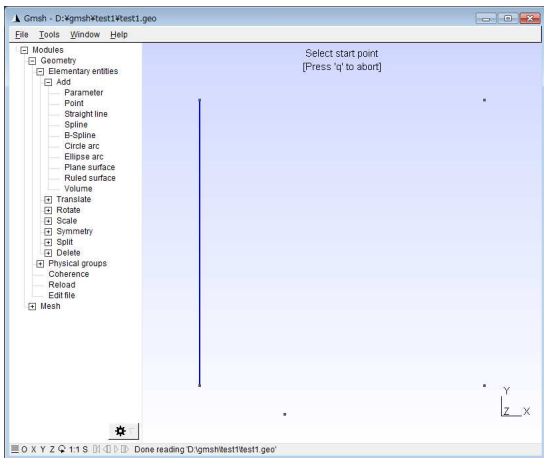 Gmsh - D:¥gmsh¥test1¥test1.geo
File Tools Window Help
Modules
Geometry
Elementary entities
Add
Parameter
Point
Straight line
Spline
B-Spline
Circle arc
Ellipse arc
Plane surface
Ruled surface
Volume
Translate
Rotate
Scale
Symmetry
Split
Delete
Physical groups
Coherence
Reload
Edit file
Mesh
Select start point
[Press 'q' to abort]
Y
Z X
O X Y Z 1:1 S Done reading 'D:\gmsh\test1\test1.geo'